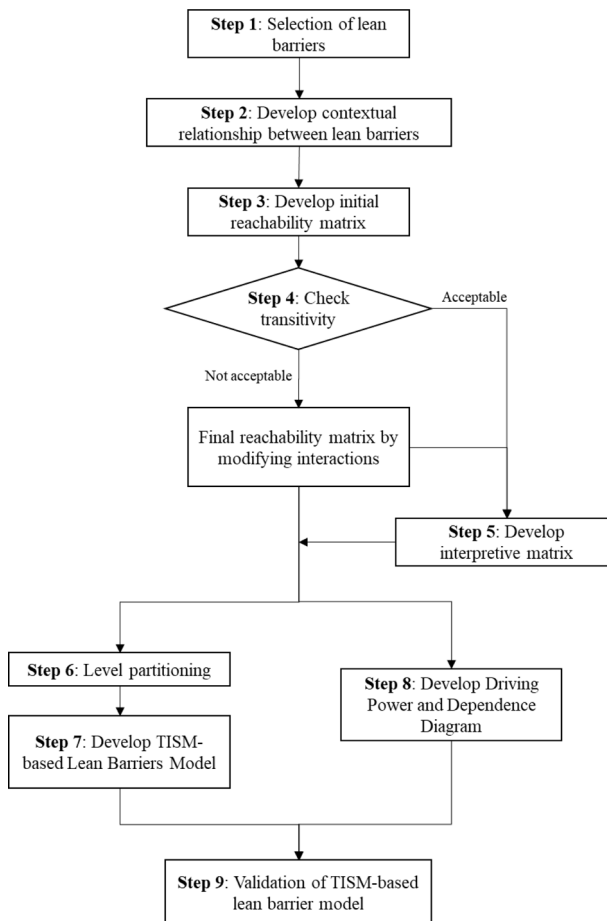 Step 1: Selection of lean
barriers
Step 2: Develop contextual
relationship between lean barriers
Step 3: Develop initial
reachability matrix
Step 4: Check
transitivity
Acceptable
Not acceptable
Final reachability matrix by
modifying interactions
Step 5: Develop
interpretive matrix
Step 6: Level partitioning
Step 7: Develop TISM-
based Lean Barriers Model
Step 8: Develop Driving
Power and Dependence
Diagram
Step 9: Validation of TISM-based
lean barrier model